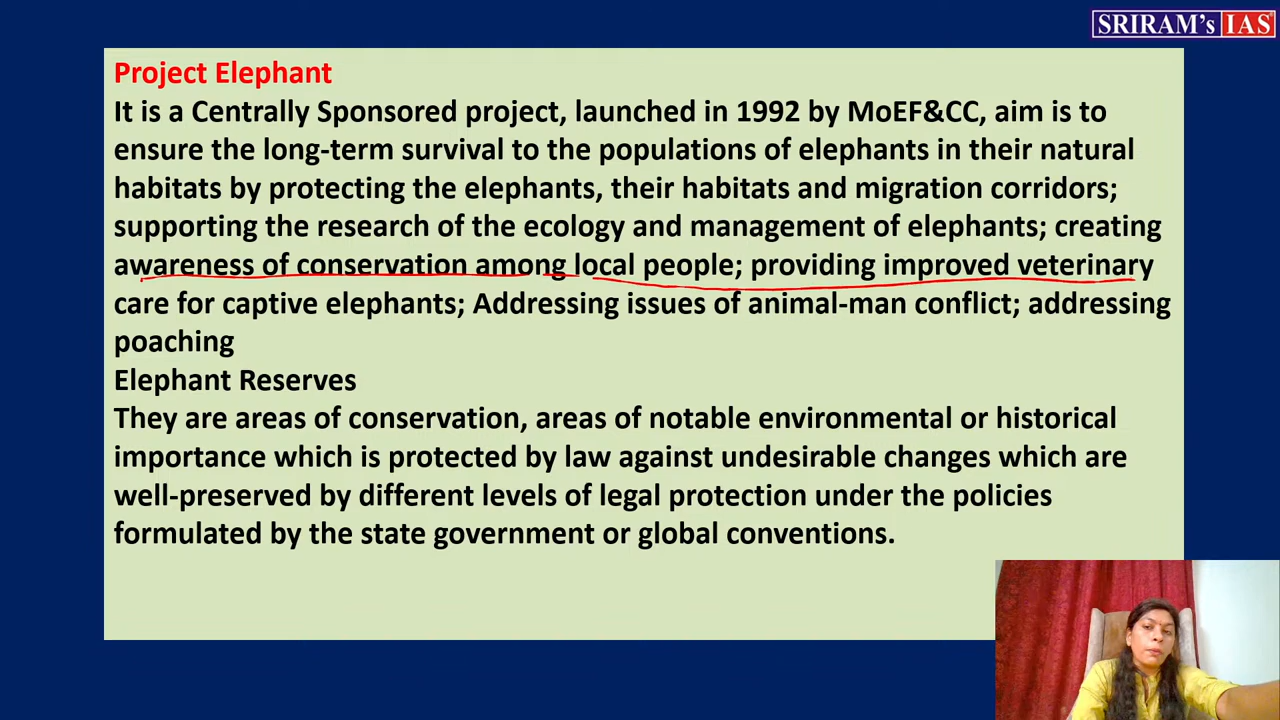 SRIRAM's IAS
Project Elephant
It is a Centrally Sponsored project, launched in 1992 by MoEF&CC, aim is to
ensure the long-term survival to the populations of elephants in their natural
habitats by protecting the elephants, their habitats and migration corridors;
supporting the research of the ecology and management of elephants; creating
awareness of conservation among local people; providing improved veterinary
care for captive elephants; Addressing issues of animal-man conflict; addressing
poaching
Elephant Reserves
They are areas of conservation, areas of notable environmental or historical
importance which is protected by law against undesirable changes which are
well-preserved by different levels of legal protection under the policies
formulated by the state government or global conventions.